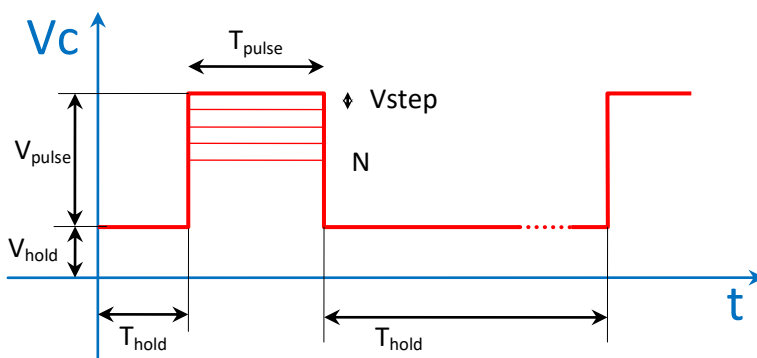 Vc
Tpulse
Vstep
Vpulse
N
Vhold
t
Thold
Thold